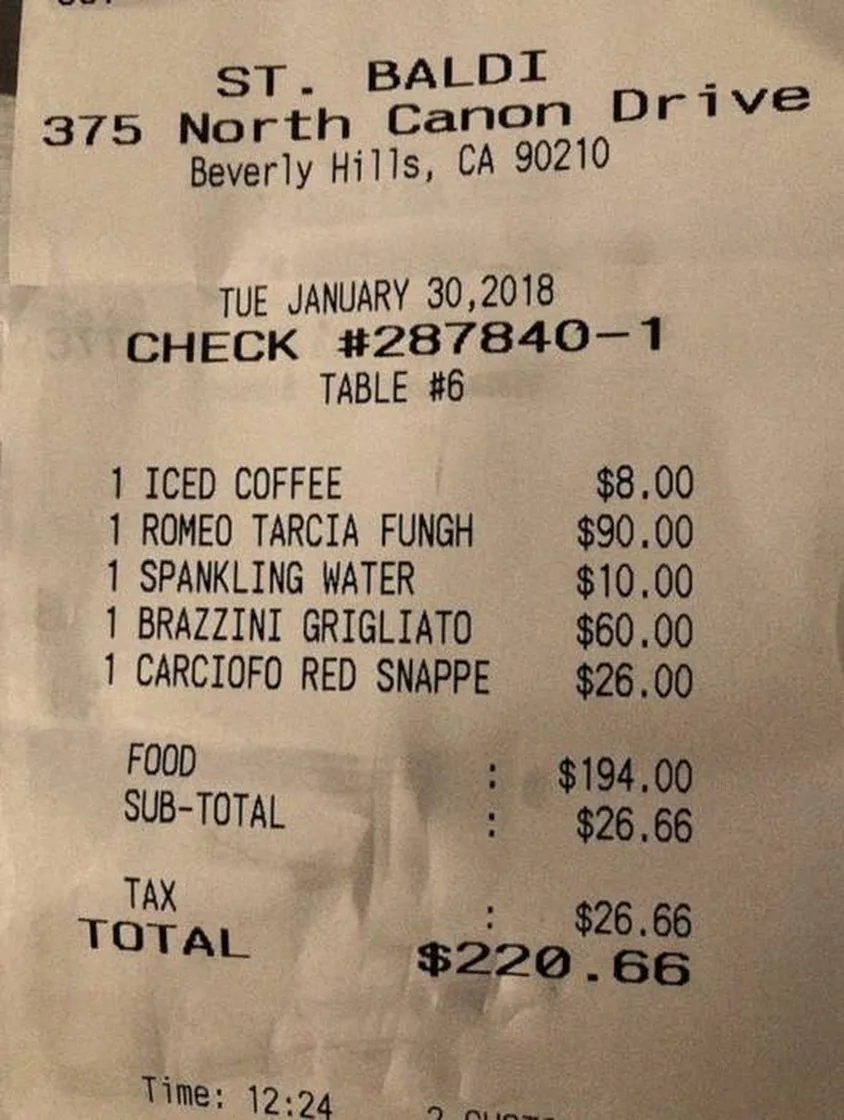 ST. BALDI
375 North Canon Drive
Beverly Hills, CA 90210
TUE JANUARY 30,2018
CHECK #287840-1
TABLE #6
1 ICED COFFEE $8.00
1 ROMEO TARCIA FUNGH $90.00
1 SPANKLING WATER $10.00
1 BRAZZINI GRIGLIATO $60.00
1 CARCIOFO RED SNAPPE $26.00
FOOD : $194.00
SUB-TOTAL : $26.66
TAX : $26.66
TOTAL $220.66
Time: 12:24